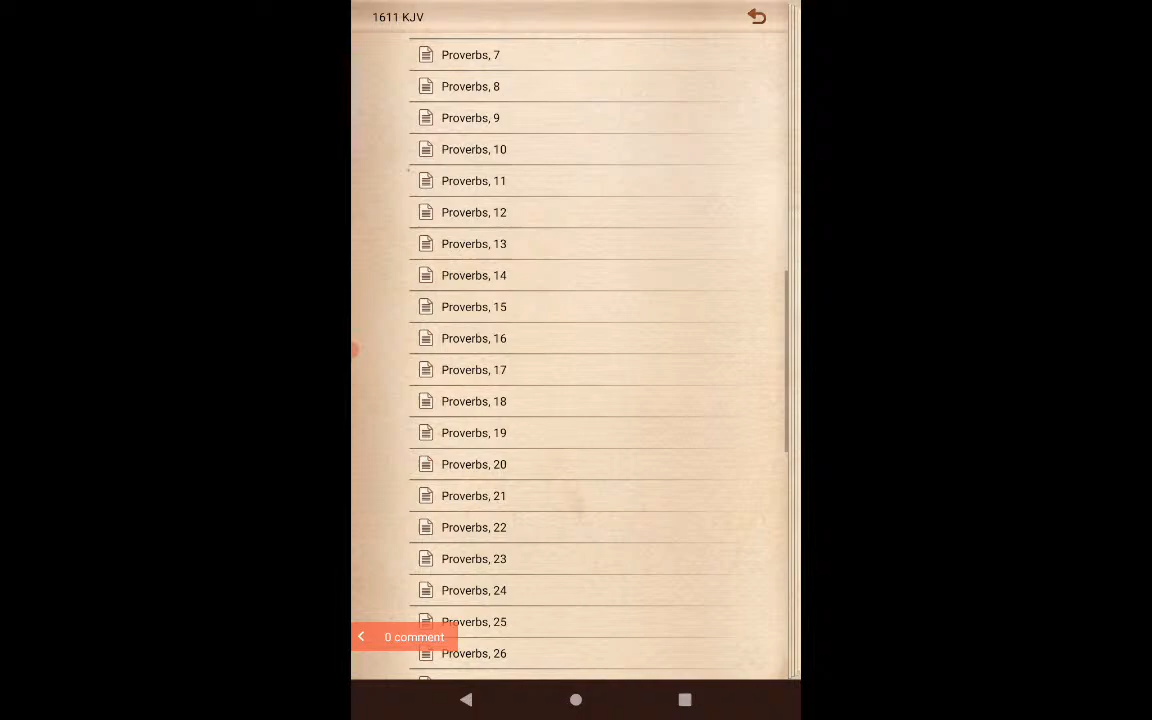 1611 KJV
Proverbs, 7
Proverbs, 8
Proverbs, 9
Proverbs, 10
Proverbs, 11
Proverbs, 12
Proverbs, 13
Proverbs, 14
Proverbs, 15
Proverbs, 16
Proverbs, 17
Proverbs, 18
Proverbs, 19
Proverbs, 20
Proverbs, 21
Proverbs, 22
Proverbs, 23
Proverbs, 24
Proverbs, 25
0 comment
Proverbs, 26